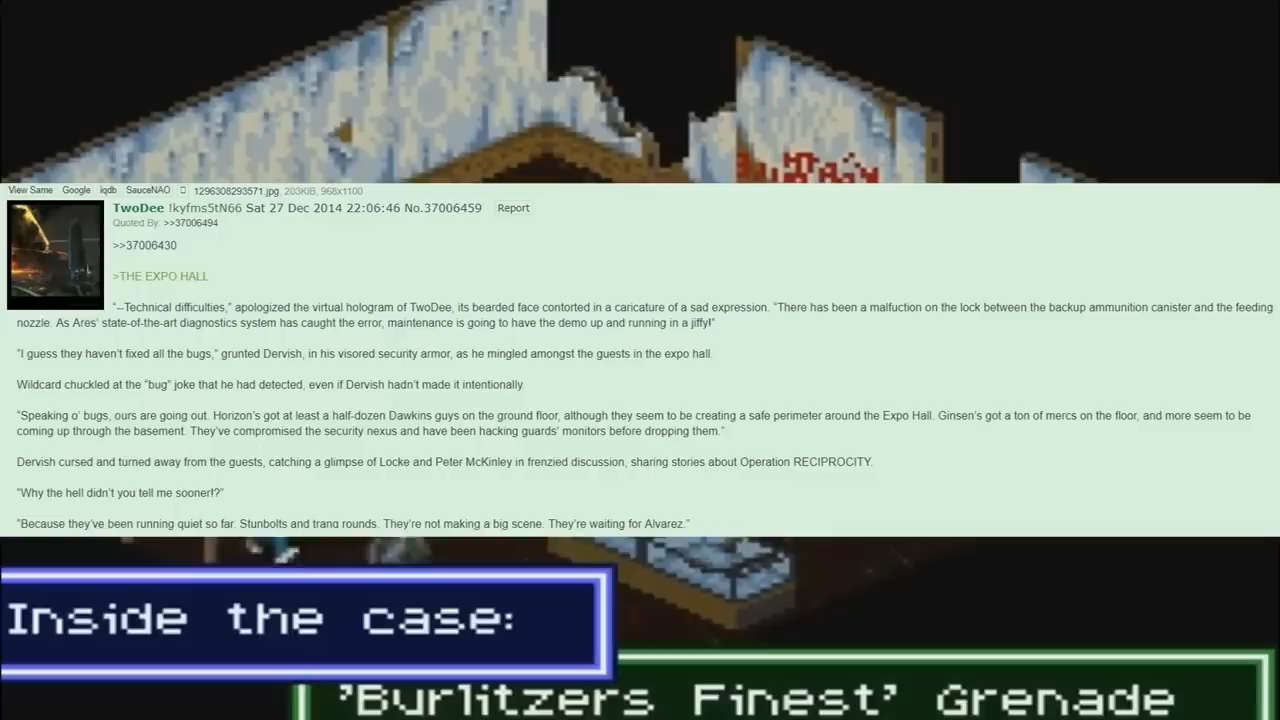 View Same Google iqdb SauceNAO 1296308293571.jpg, 203KiB, 968x1100
TwoDee !kyfms5tN66 Sat 27 Dec 2014 22:06:46 No.37006459 Report
Quoted By: >>37006494
>>37006430
>THE EXPO HALL
"--Technical difficulties," apologized the virtual hologram of TwoDee, its bearded face contorted in a caricature of a sad expression. "There has been a malfuction on the lock between the backup ammunition canister and the feeding
nozzle. As Ares' state-of-the-art diagnostics system has caught the error, maintenance is going to have the demo up and running in a jiffy!"
"I guess they haven't fixed all the bugs," grunted Dervish, in his visored security armor, as he mingled amongst the guests in the expo hall.
Wildcard chuckled at the "bug" joke that he had detected, even if Dervish hadn't made it intentionally.
"Speaking o' bugs, ours are going out. Horizon's got at least a half-dozen Dawkins guys on the ground floor, although they seem to be creating a safe perimeter around the Expo Hall. Ginsen's got a ton of mercs on the floor, and more seem to be
coming up through the basement. They've compromised the security nexus and have been hacking guards' monitors before dropping them."
Dervish cursed and turned away from the guests, catching a glimpse of Locke and Peter McKinley in frenzied discussion, sharing stories about Operation RECIPROCITY.
"Why the hell didn't you tell me sooner!?"
"Because they've been running quiet so far. Stunbolts and tranq rounds. They're not making a big scene. They're waiting for Alvarez."
Inside the case:
'Burlitzers Finest' Grenade